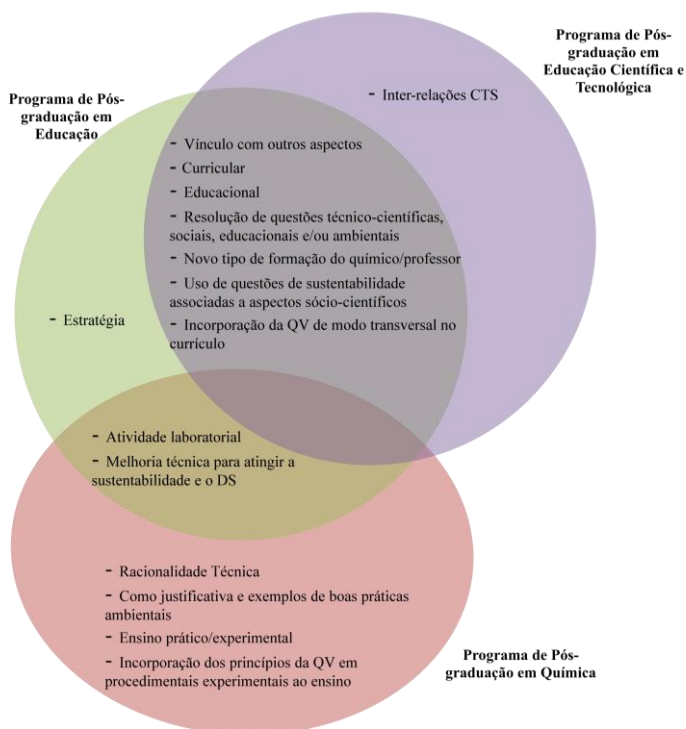 Programa de Pós-
graduação em
Educação Científica e
Tecnológica
Programa de Pós-
graduação em
Educação
- Inter-relações CTS
- Vínculo com outros aspectos
- Curricular
- Educacional
- Resolução de questões técnico-científicas,
sociais, educacionais e/ou ambientais
- Novo tipo de formação do químico/professor
- Uso de questões de sustentabilidade
associadas a aspectos sócio-científicos
- Incorporação da QV de modo transversal no
currículo
- Estratégia
- Atividade laboratorial
- Melhoria técnica para atingir a
sustentabilidade e o DS
- Racionalidade Técnica
- Como justificativa e exemplos de boas práticas
ambientais
- Ensino prático/experimental
- Incorporação dos princípios da QV em
procedimentais experimentais ao ensino
Programa de Pós-
graduação em Química